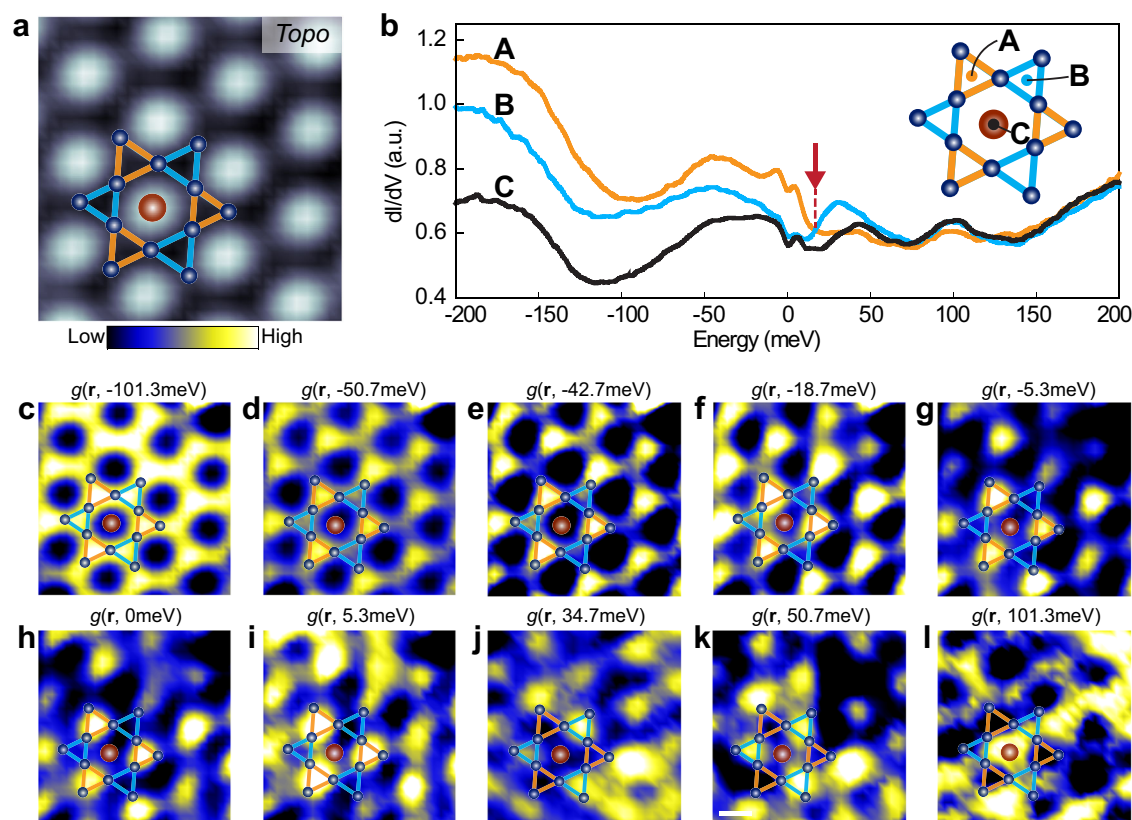 a
Topo
Low
High
b
dI/dV (a.u.)
1.2
1.0
0.8
0.6
0.4
A
B
C
A
B
C
-200 -150 -100 -50 0 50 100 150 200
Energy (meV)
c g(r, -101.3meV)
d g(r, -50.7meV)
e g(r, -42.7meV)
f g(r, -18.7meV)
g g(r, -5.3meV)
h g(r, 0meV)
i g(r, 5.3meV)
j g(r, 34.7meV)
k g(r, 50.7meV)
l g(r, 101.3meV)